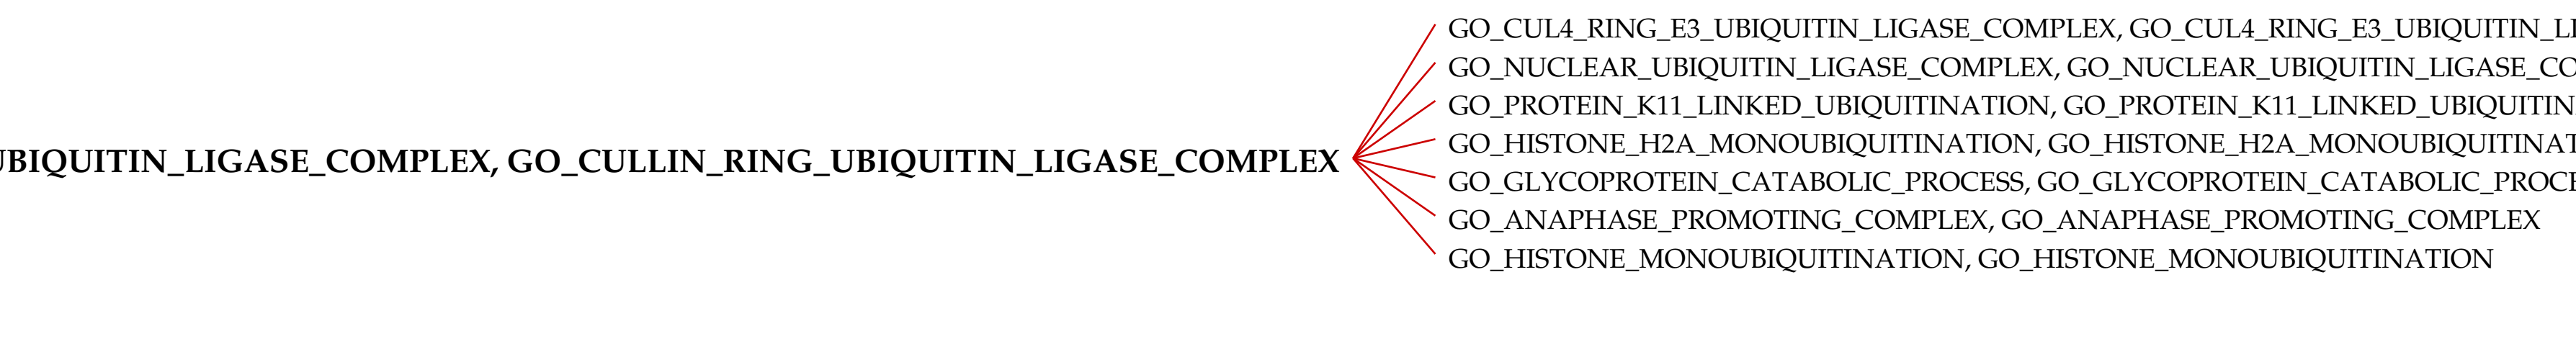 GO_CUL4_RING_E3_UBIQUITIN_LIGASE_COMPLEX, GO_CUL4_RING_E3_UBIQUITIN_LI
GO_NUCLEAR_UBIQUITIN_LIGASE_COMPLEX, GO_NUCLEAR_UBIQUITIN_LIGASE_CO
GO_PROTEIN_K11_LINKED_UBIQUITINATION, GO_PROTEIN_K11_LINKED_UBIQUITIN
GO_HISTONE_H2A_MONOUBIQUITINATION, GO_HISTONE_H2A_MONOUBIQUITINAT
UBIQUITIN_LIGASE_COMPLEX, GO_CULLIN_RING_UBIQUITIN_LIGASE_COMPLEX
GO_GLYCOPROTEIN_CATABOLIC_PROCESS, GO_GLYCOPROTEIN_CATABOLIC_PROCE
GO_ANAPHASE_PROMOTING_COMPLEX, GO_ANAPHASE_PROMOTING_COMPLEX
GO_HISTONE_MONOUBIQUITINATION, GO_HISTONE_MONOUBIQUITINATION